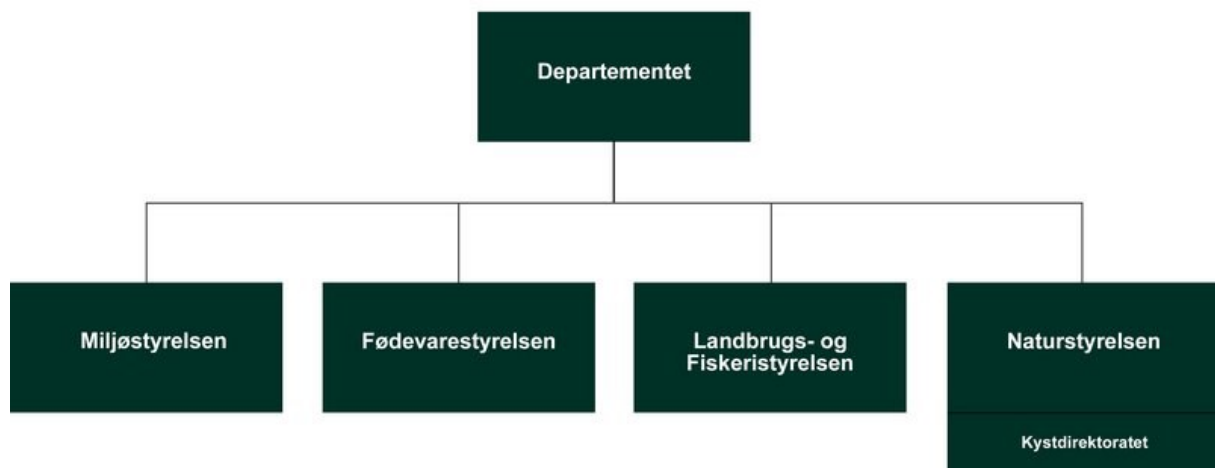 Departementet
Miljøstyrelsen
Fødevarestyrelsen
Landbrugs- og
Fiskeristyrelsen
Naturstyrelsen
Kystdirektoratet